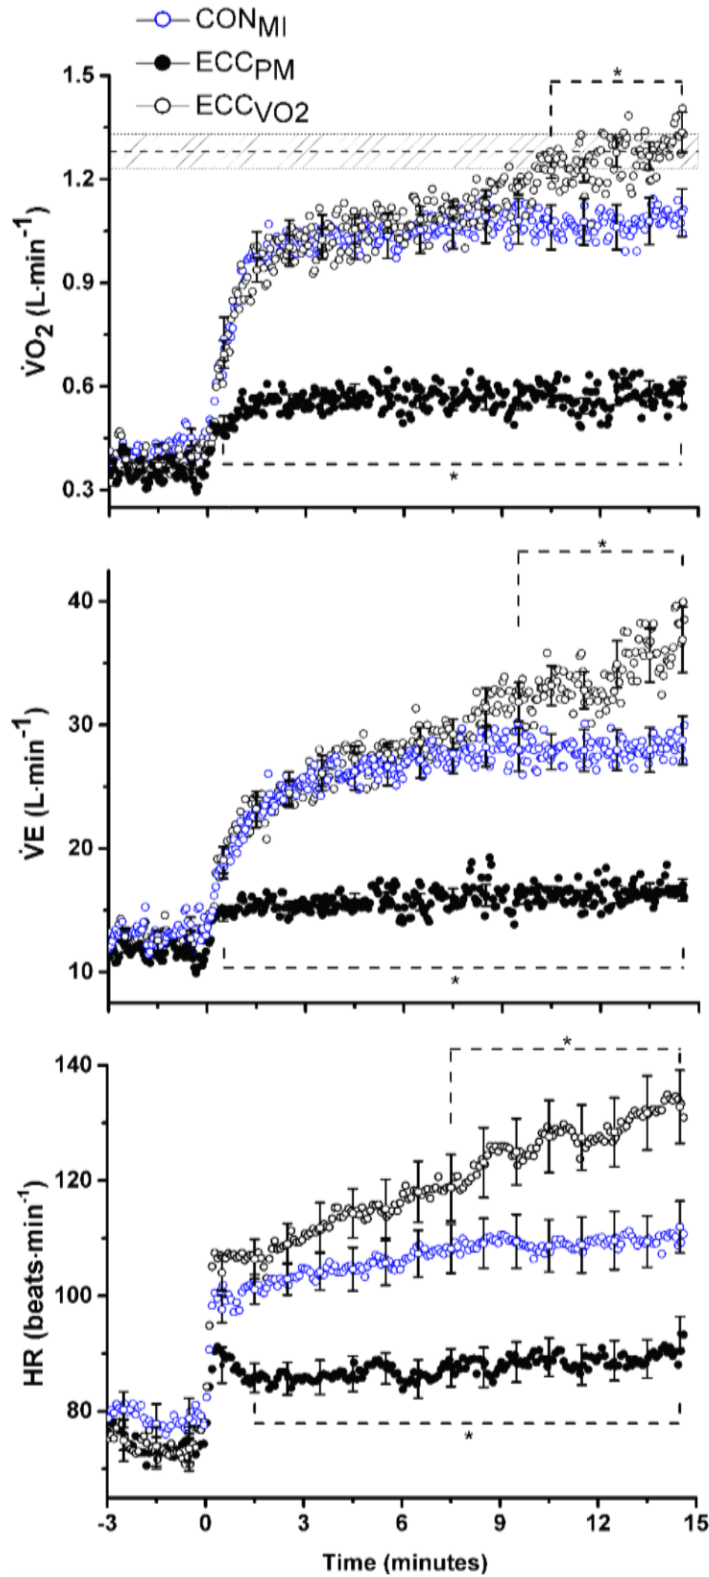 CONMI
ECCPM
ECCVO2
*
1.5
1.2
0.9
0.6
0.3
V̇O2 (L·min-1)
*
*
40
30
20
10
V̇E (L·min-1)
*
*
140
120
100
80
HR (beats·min-1)
*
-3 0 3 6 9 12 15
Time (minutes)